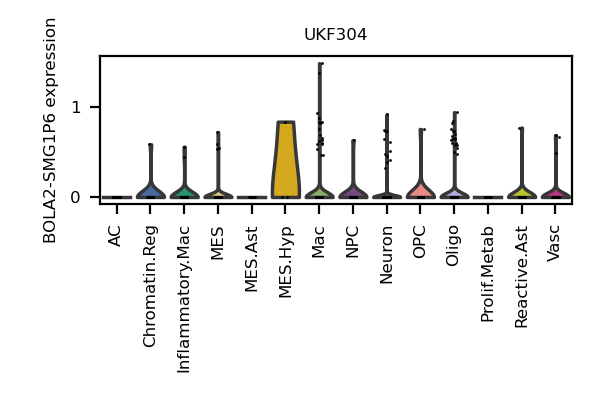 UKF304
BOLA2-SMG1P6 expression
1
0
AC
Chromatin.Reg
Inflammatory.Mac
MES
MES.Ast
MES.Hyp
Mac
NPC
Neuron
OPC
Oligo
Prolif.Metab
Reactive.Ast
Vasc